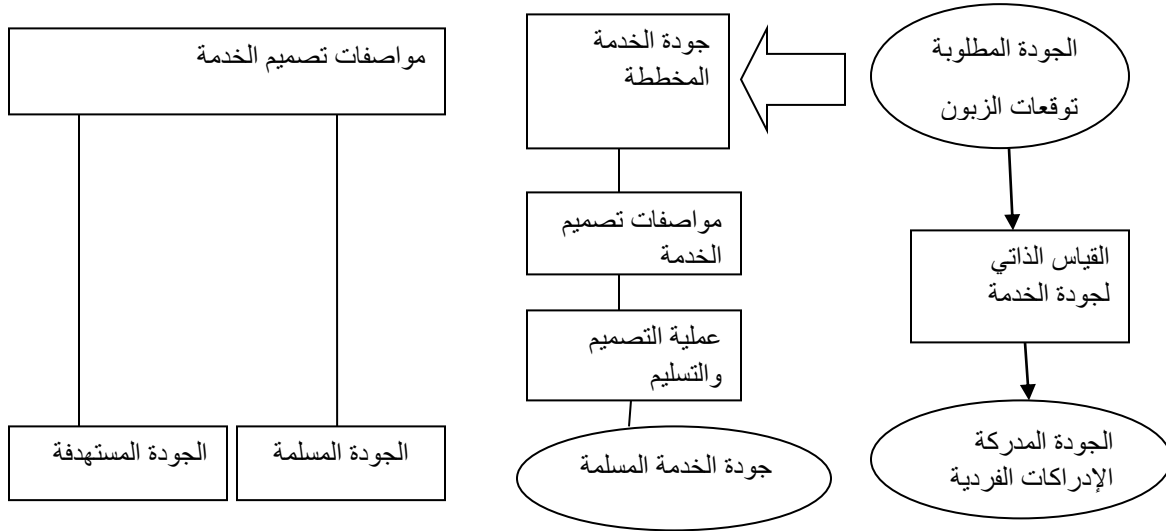 الجودة المطلوبة
توقعات الزبون
القياس الذاتي
لجودة الخدمة
الجودة المدركة
الإدراكات الفردية
جودة الخدمة
المخططة
مواصفات تصميم
الخدمة
عملية التصميم
والتسليم
جودة الخدمة المسلمة
مواصفات تصميم الخدمة
الجودة المسلمة
الجودة المستهدفة